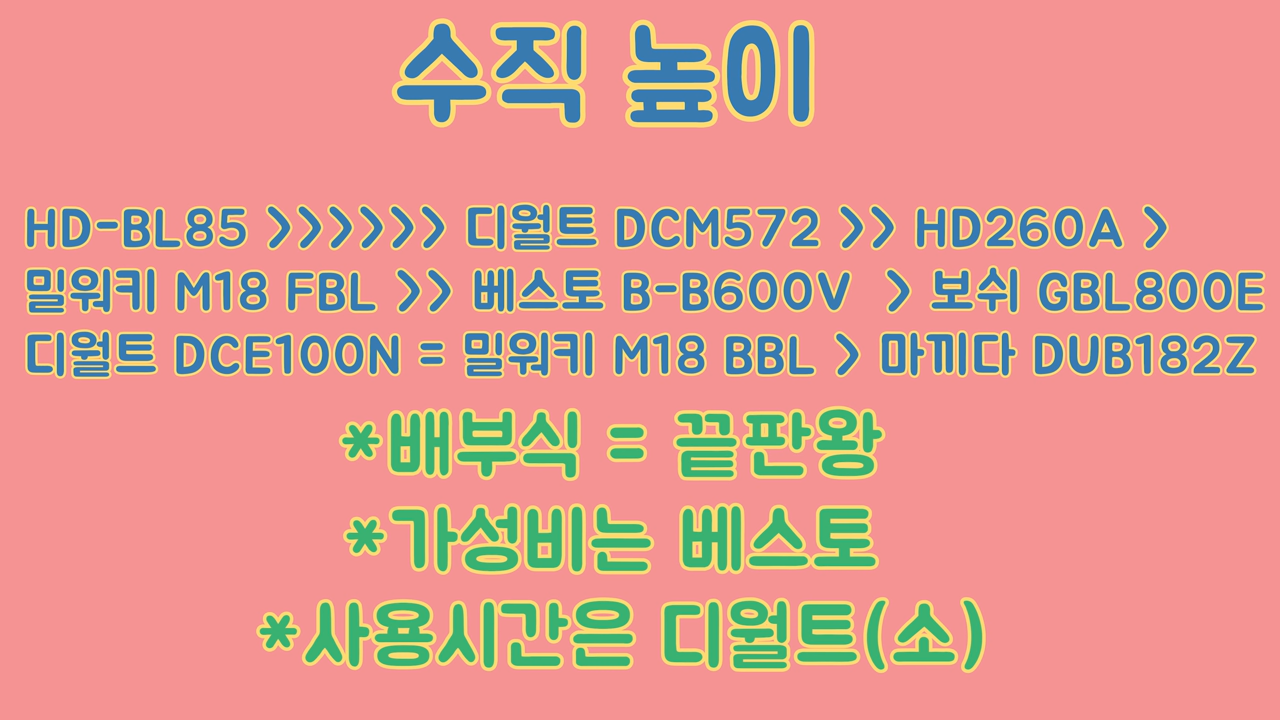 수직 높이
HD-BL85 >>>>>> 디월트 DCM572 >> HD260A >
밀워키 M18 FBL >> 베스토 B-B600V > 보쉬 GBL800E
디월트 DCE100N = 밀워키 M18 BBL > 마끼다 DUB182Z
*배부식 = 끝판왕
*가성비는 베스토
*사용시간은 디월트(소)